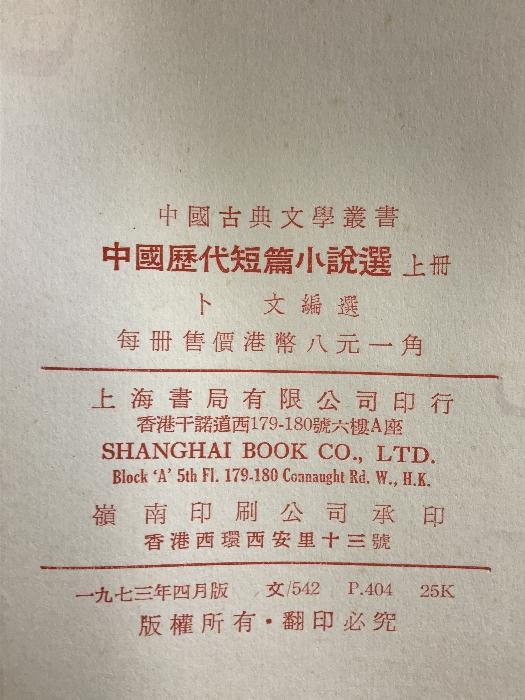 中國古典文學叢書
中國歷代短篇小說選 上冊
卜 文編選
每冊售價港幣八元一角
上海書局有限公司印行
香港干諾道西179-180號六樓A座
SHANGHAI BOOK CO., LTD.
Block ‘A’ 5th Fl. 179-180 Connaught Rd. W., H.K.
嶺南印刷公司承印
香港西環西安里十三號
一九七三年四月版 文/542 P.404 25K
版權所有·翻印必究